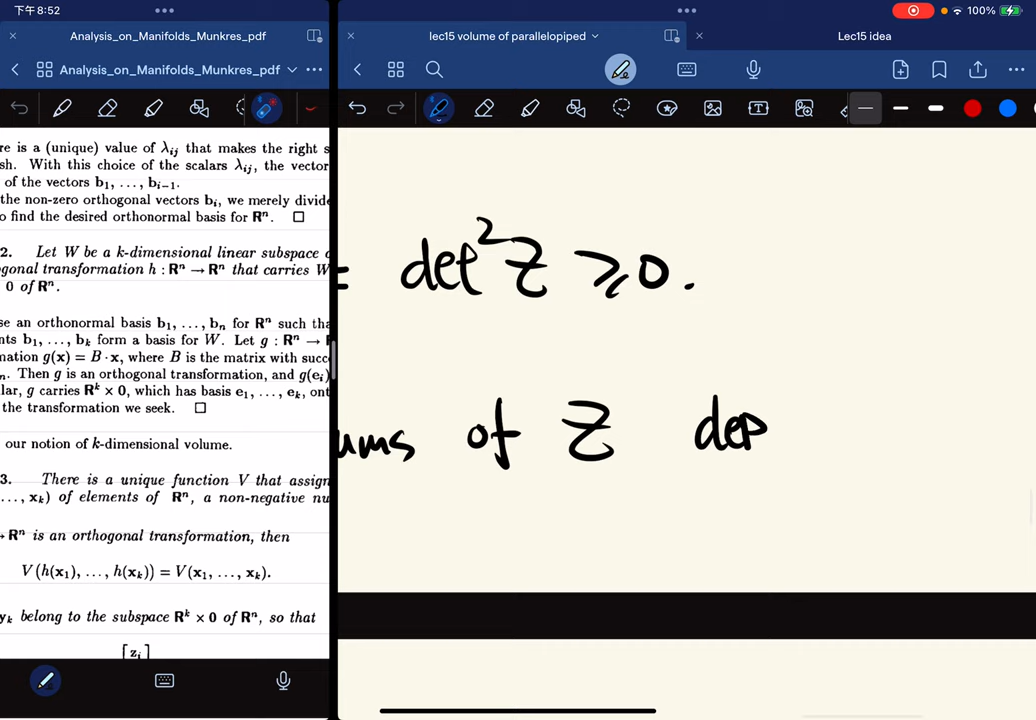 下午8:52
100%
Analysis_on_Manifolds_Munkres_pdf
lec15 volume of parallelopiped
Lec15 idea
Analysis_on_Manifolds_Munkres_pdf
re is a (unique) value of λij that makes the right s
sh. With this choice of the scalars λij, the vector
of the vectors b1, …, bi−1.
the non-zero orthogonal vectors bi, we merely divide
o find the desired orthonormal basis for Rⁿ. □
2. Let W be a k-dimensional linear subspace o
ogonal transformation h : Rⁿ → Rⁿ that carries W
0 of Rⁿ.
se an orthonormal basis b1, …, bn for Rⁿ such tha
nts b1, …, bk form a basis for W. Let g : Rⁿ →
mation g(x) = B · x, where B is the matrix with succ
n. Then g is an orthogonal transformation, and g(ei)
lar, g carries Rᵏ × 0, which has basis e1, …, ek, ont
the transformation we seek. □
our notion of k-dimensional volume.
3. There is a unique function V that assign
…, xk) of elements of Rⁿ, a non-negative nu
→ Rⁿ is an orthogonal transformation, then
V(h(x1), …, h(xk)) = V(x1, …, xk).
yk belong to the subspace Rᵏ × 0 of Rⁿ, so that
[zi]
= det² Z ⩾ 0.
ums of Z dep